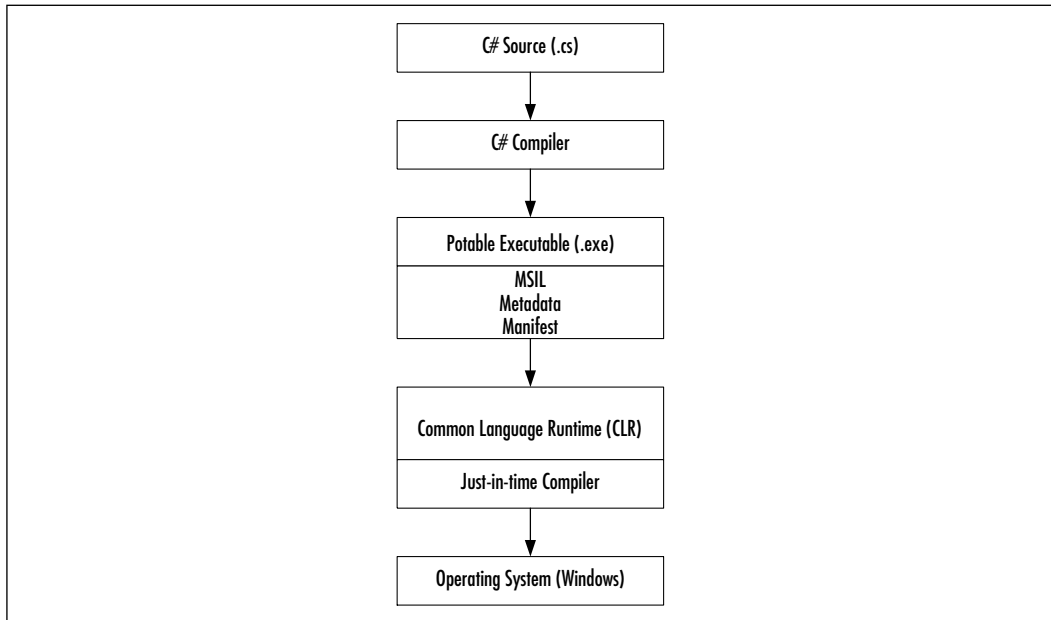 C# Source (.cs)
C# Compiler
Potable Executable (.exe)
MSIL
Metadata
Manifest
Common Language Runtime (CLR)
Just-in-time Compiler
Operating System (Windows)